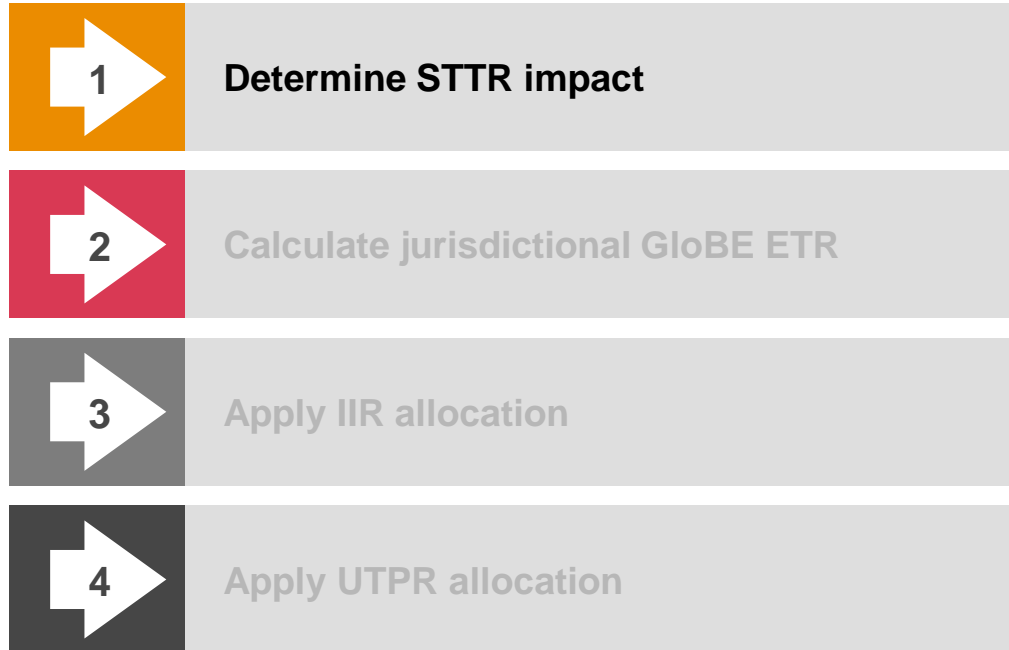 1
Determine STTR impact
2
Calculate jurisdictional GloBE ETR
3
Apply IIR allocation
4
Apply UTPR allocation